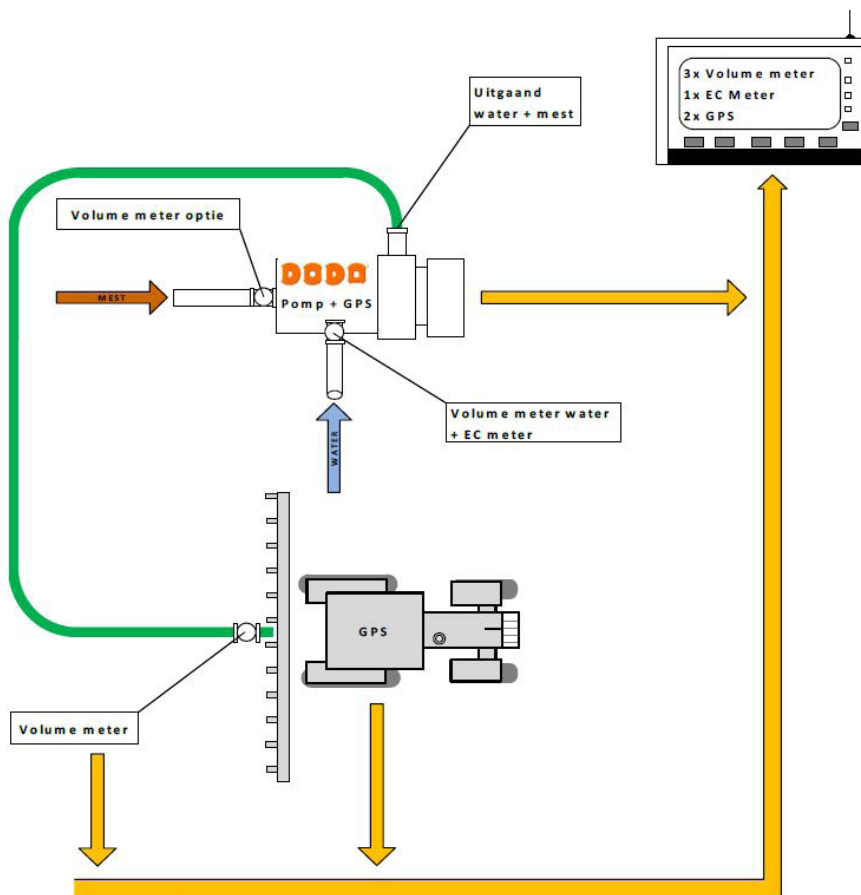 3x Volume meter
1x EC Meter
2x GPS
Uitgaand
water + mest
Volume meter optie
DODA
Pomp + GPS
MEST
Volume meter water
+ EC meter
WATER
GPS
Volume meter